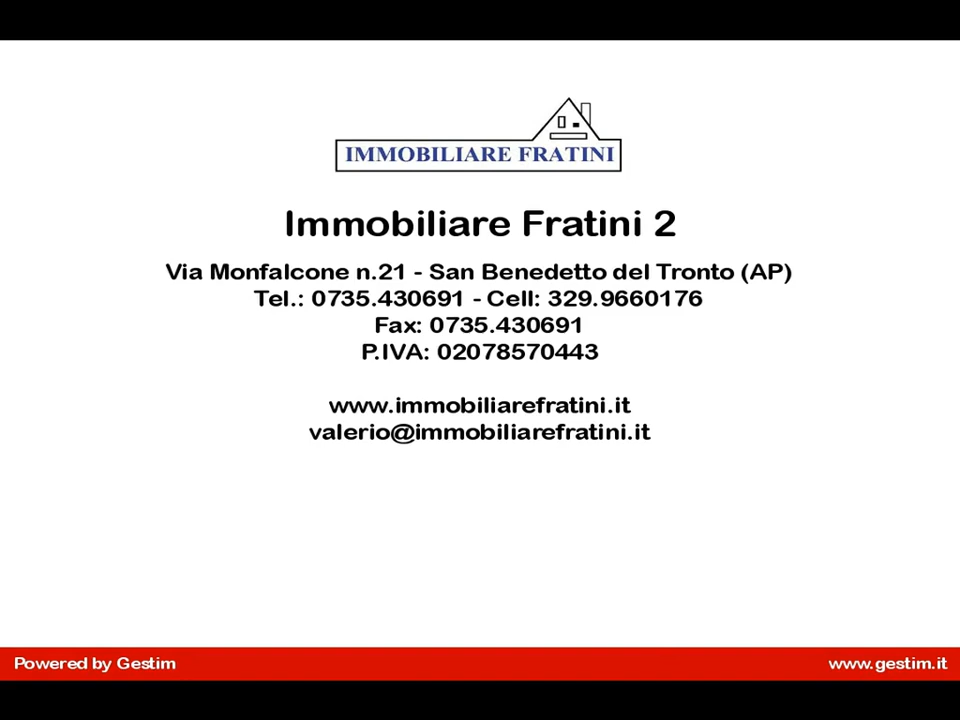 IMMOBILIARE FRATINI
Immobiliare Fratini 2
Via Monfalcone n.21 - San Benedetto del Tronto (AP)
Tel.: 0735.430691 - Cell: 329.9660176
Fax: 0735.430691
P.IVA: 02078570443
www.immobiliarefratini.it
valerio@immobiliarefratini.it
Powered by Gestim
www.gestim.it